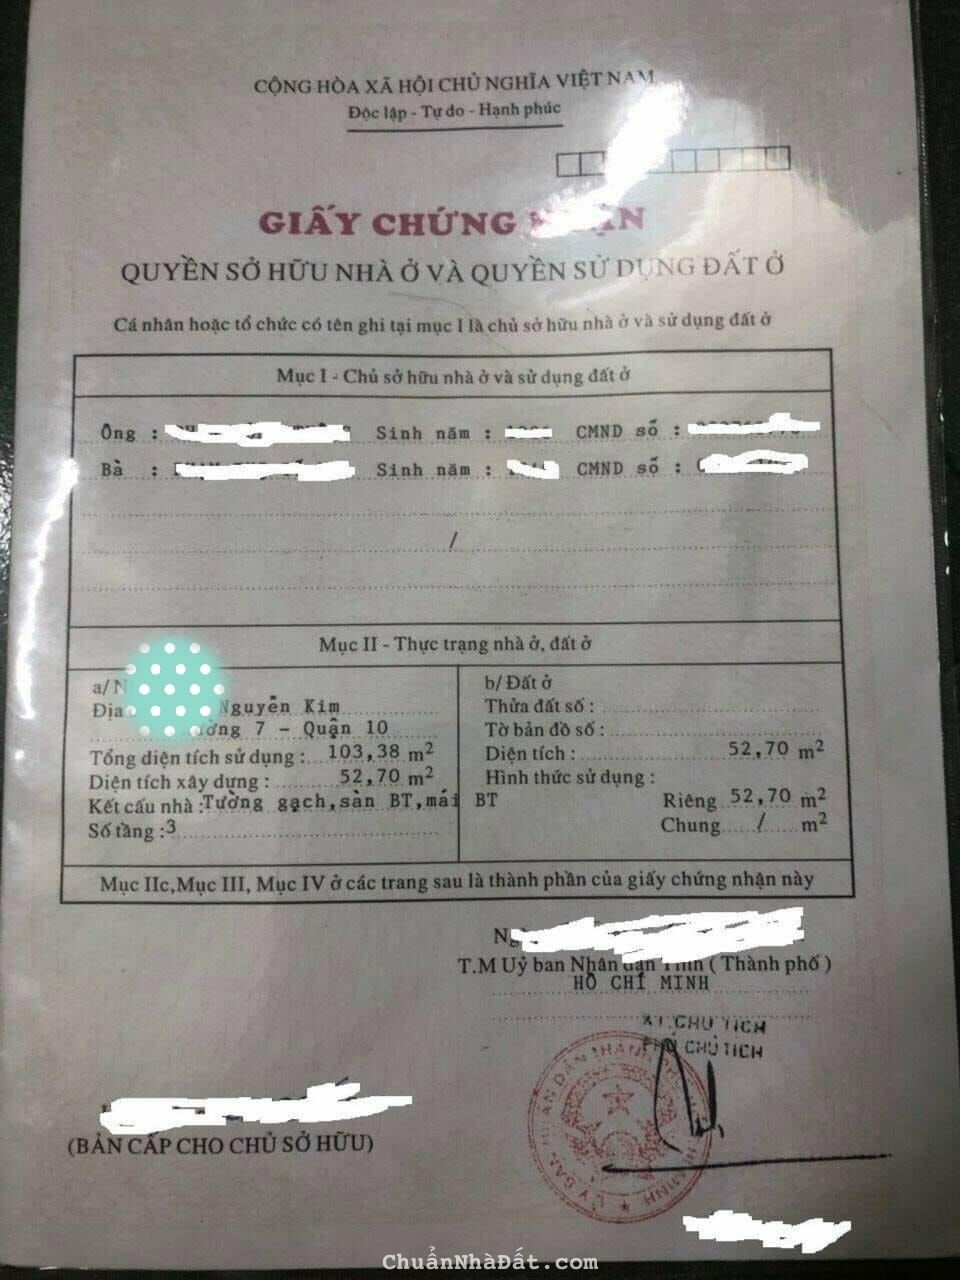 CỘNG HÒA XÃ HỘI CHỦ NGHĨA VIỆT NAM
Độc lập - Tự do - Hạnh phúc
GIẤY CHỨNG
QUYỀN SỞ HỮU NHÀ Ở VÀ QUYỀN SỬ DỤNG ĐẤT Ở
Cá nhân hoặc tổ chức có tên ghi tại mục I là chủ sở hữu nhà ở và sử dụng đất ở
Mục I - Chủ sở hữu nhà ở và sử dụng đất ở
Ông : Sinh năm : CMND số :
Bà : Sinh năm : CMND số :
/
Mục II - Thực trạng nhà ở, đất ở
a/
Địa Nguyễn Kim
7 - Quận 10
Tổng diện tích sử dụng : 103,38 m2
Diện tích xây dựng : 52,70 m2
Kết cấu nhà : Tường gạch, sàn BT, mái BT
Số tầng : 3
b/ Đất ở
Thửa đất số :
Tờ bản đồ số :
Diện tích : 52,70 m2
Hình thức sử dụng :
Riêng 52,70 m2
Chung / m2
Mục IIc, Mục III, Mục IV ở các trang sau là thành phần của giấy chứng nhận này
T.M Uỷ ban Nhân dân Tỉnh ( Thành phố )
HỒ CHÍ MINH
KT. CHỦ TỊCH
PHÓ CHỦ TỊCH
(BẢN CẤP CHO CHỦ SỞ HỮU)
ChuẩnNhàĐất.com